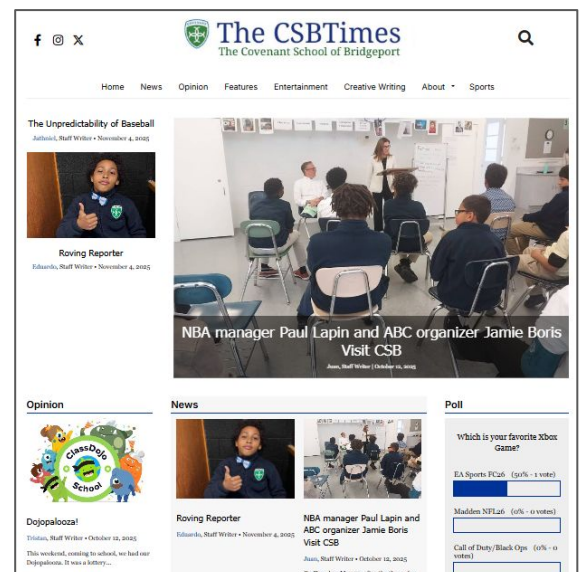 The CSBTimes
The Covenant School of Bridgeport
Home News Opinion Features Entertainment Creative Writing About Sports
The Unpredictability of Baseball
Jathniel, Staff Writer • November 4, 2025
Roving Reporter
Eduardo, Staff Writer • November 4, 2025
NBA manager Paul Lapin and ABC organizer Jamie Boris
Visit CSB
Juan, Staff Writer | October 12, 2025
Opinion
ClassDojo
School
Dojopalooza!
Tristan, Staff Writer • October 12, 2025
This weekend, coming to school, we had our
Dojopalooza. It was a lottery...
News
Roving Reporter
Eduardo, Staff Writer • November 4, 2025
NBA manager Paul Lapin and
ABC organizer Jamie Boris
Visit CSB
Juan, Staff Writer • October 12, 2025
Poll
Which is your favorite Xbox
Game?
EA Sports FC26 (50% - 1 vote)
Madden NFL26 (0% - 0 votes)
Call of Duty/Black Ops (0% - 0
votes)